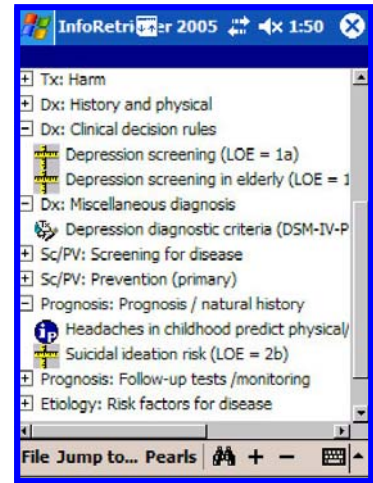 InfoRetri er 2005 1:50
Tx: Harm
Dx: History and physical
Dx: Clinical decision rules
Depression screening (LOE = 1a)
Depression screening in elderly (LOE = 1
Dx: Miscellaneous diagnosis
Depression diagnostic criteria (DSM-IV-P
Sc/PV: Screening for disease
Sc/PV: Prevention (primary)
Prognosis: Prognosis / natural history
Headaches in childhood predict physical/
Suicidal ideation risk (LOE = 2b)
Prognosis: Follow-up tests /monitoring
Etiology: Risk factors for disease
File Jump to... Pearls + −